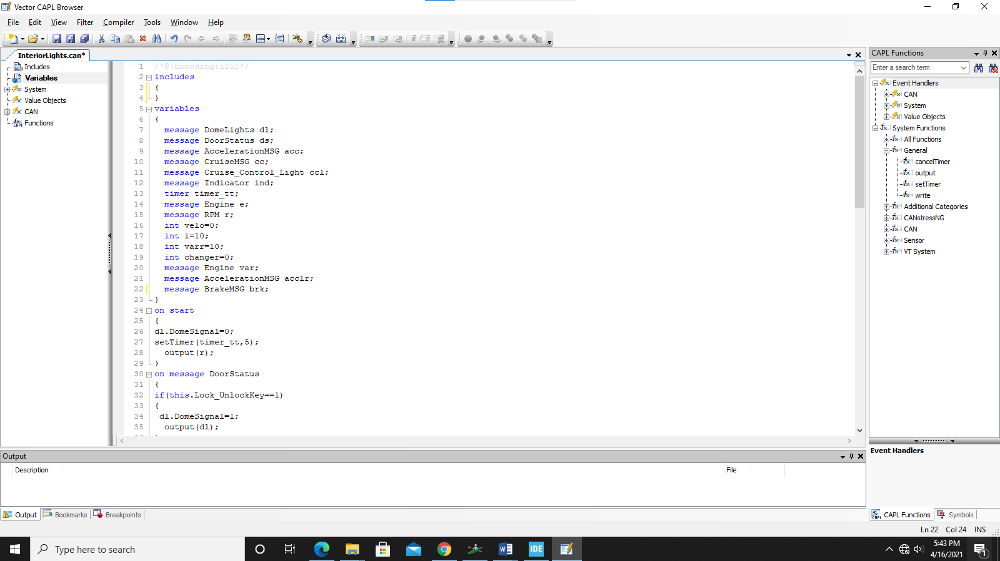 Vector CAPL Browser
File Edit View Filter Compiler Tools Window Help
InteriorLights.can*
Includes
Variables
System
Value Objects
CAN
Functions
1 /*@!Encoding:1252*/
2 includes
3 {
4 }
5 variables
6 {
7 message DomeLights dl;
8 message DoorStatus ds;
9 message AccelerationMSG acc;
10 message CruiseMSG cc;
11 message Cruise_Control_Light ccl;
12 message Indicator ind;
13 timer timer_tt;
14 message Engine e;
15 message RPM r;
16 int velo=0;
17 int i=10;
18 int varr=10;
19 int changer=0;
20 message Engine var;
21 message AccelerationMSG acclr;
22 message BrakeMSG brk;
23 }
24 on start
25 {
26 dl.DomeSignal=0;
27 setTimer(timer_tt,5);
28 output(r);
29 }
30 on message DoorStatus
31 {
32 if(this.Lock_UnlockKey==1)
33 {
34 dl.DomeSignal=1;
35 output(dl);
CAPL Functions
Enter a search term
Event Handlers
CAN
System
Value Objects
System Functions
All Functions
General
cancelTimer
output
setTimer
write
Additional Categories
CANstressNG
CAN
Sensor
VT System
Event Handlers
Output
Description File
Output Bookmarks Breakpoints
CAPL Functions Symbols
Ln 22 Col 24 INS
Type here to search
IDE
5:43 PM
4/16/2021
1